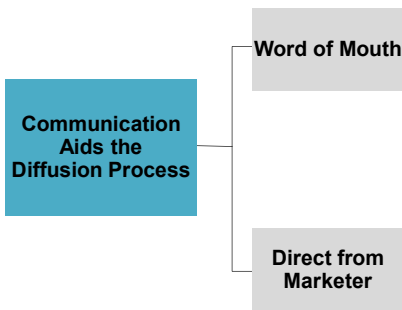 Word of Mouth
Communication
Aids the
Diffusion Process
Direct from
Marketer